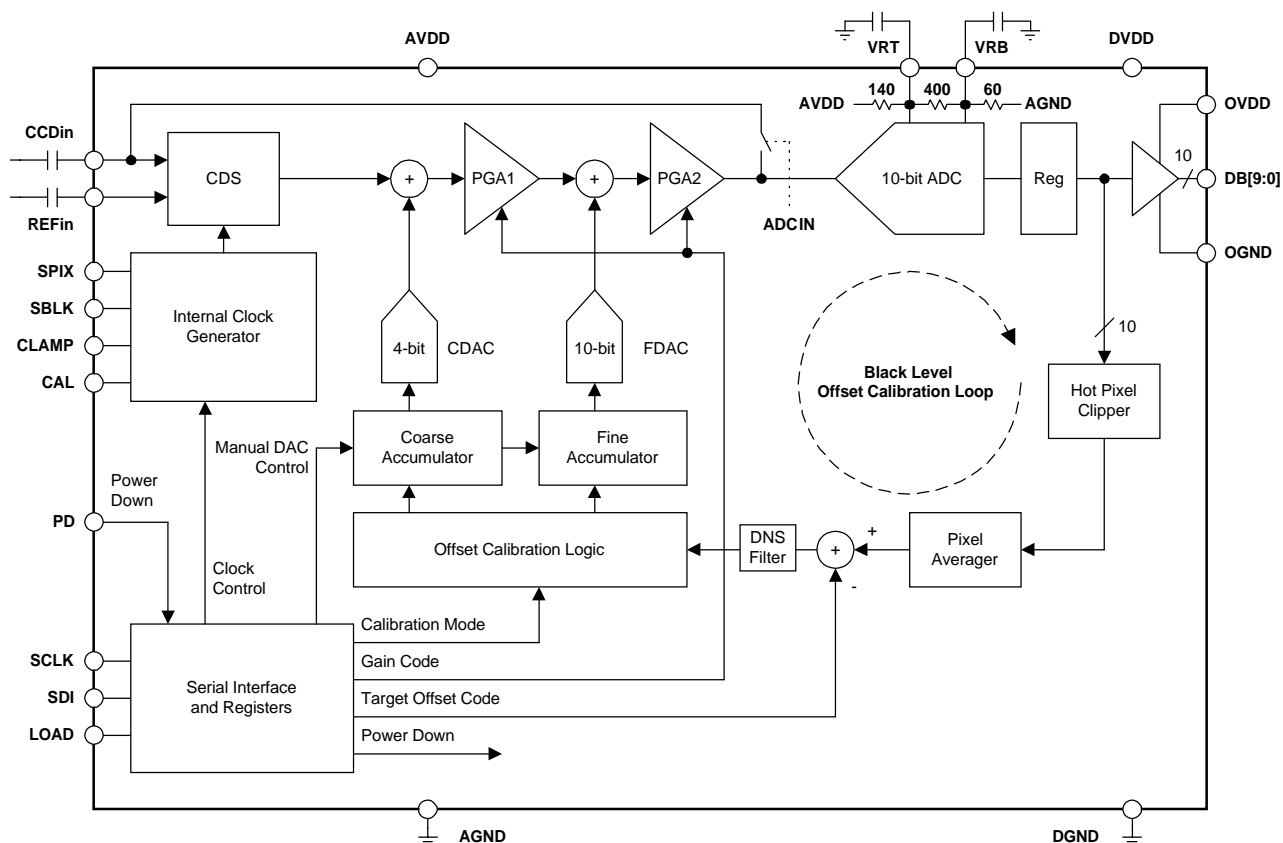 AVDD
VRT
VRB
DVDD
140
400
60
AVDD
AGND
OVDD
CCDin
CDS
+
PGA1
+
PGA2
10-bit ADC
Reg
10
DB[9:0]
REFin
ADCIN
OGND
SPIX
SBLK
CLAMP
CAL
Internal Clock
Generator
4-bit
CDAC
10-bit
FDAC
10
Black Level
Offset Calibration Loop
Hot Pixel
Clipper
Manual DAC
Control
Coarse
Accumulator
Fine
Accumulator
Power
Down
PD
Offset Calibration Logic
DNS
Filter
+
+
-
Pixel
Averager
Clock
Control
Calibration Mode
Gain Code
Target Offset Code
Power Down
SCLK
SDI
LOAD
Serial Interface
and Registers
AGND
DGND